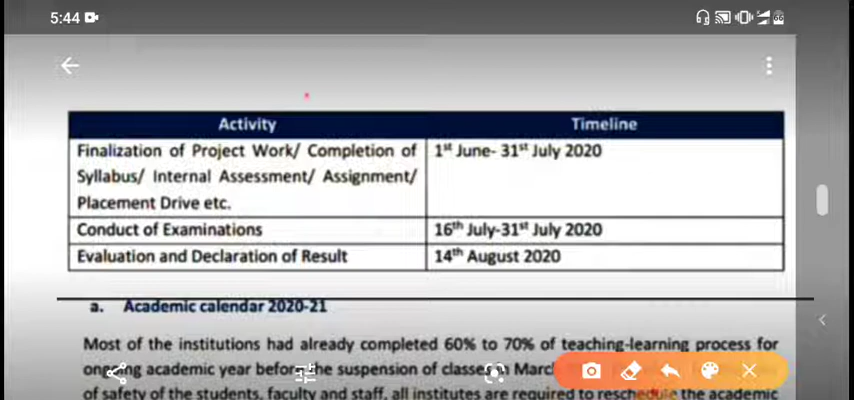 5:44
Activity Timeline
Finalization of Project Work/ Completion of 1st June- 31st July 2020
Syllabus/ Internal Assessment/ Assignment/
Placement Drive etc.
Conduct of Examinations 16th July-31st July 2020
Evaluation and Declaration of Result 14th August 2020
a. Academic calendar 2020-21
Most of the institutions had already completed 60% to 70% of teaching-learning process for
ongoing academic year before the suspension of classes in March
of safety of the students, faculty and staff, all institutes are required to reschedule the academic